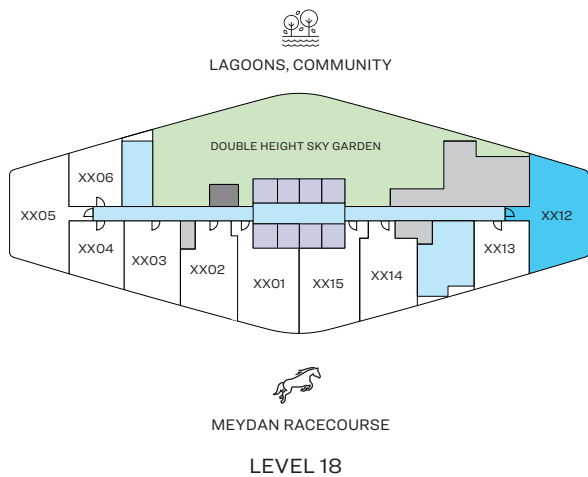 LAGOONS, COMMUNITY
DOUBLE HEIGHT SKY GARDEN
XX06
XX05
XX12
XX04
XX03
XX02
XX01
XX15
XX14
XX13
MEYDAN RACECOURSE
LEVEL 18